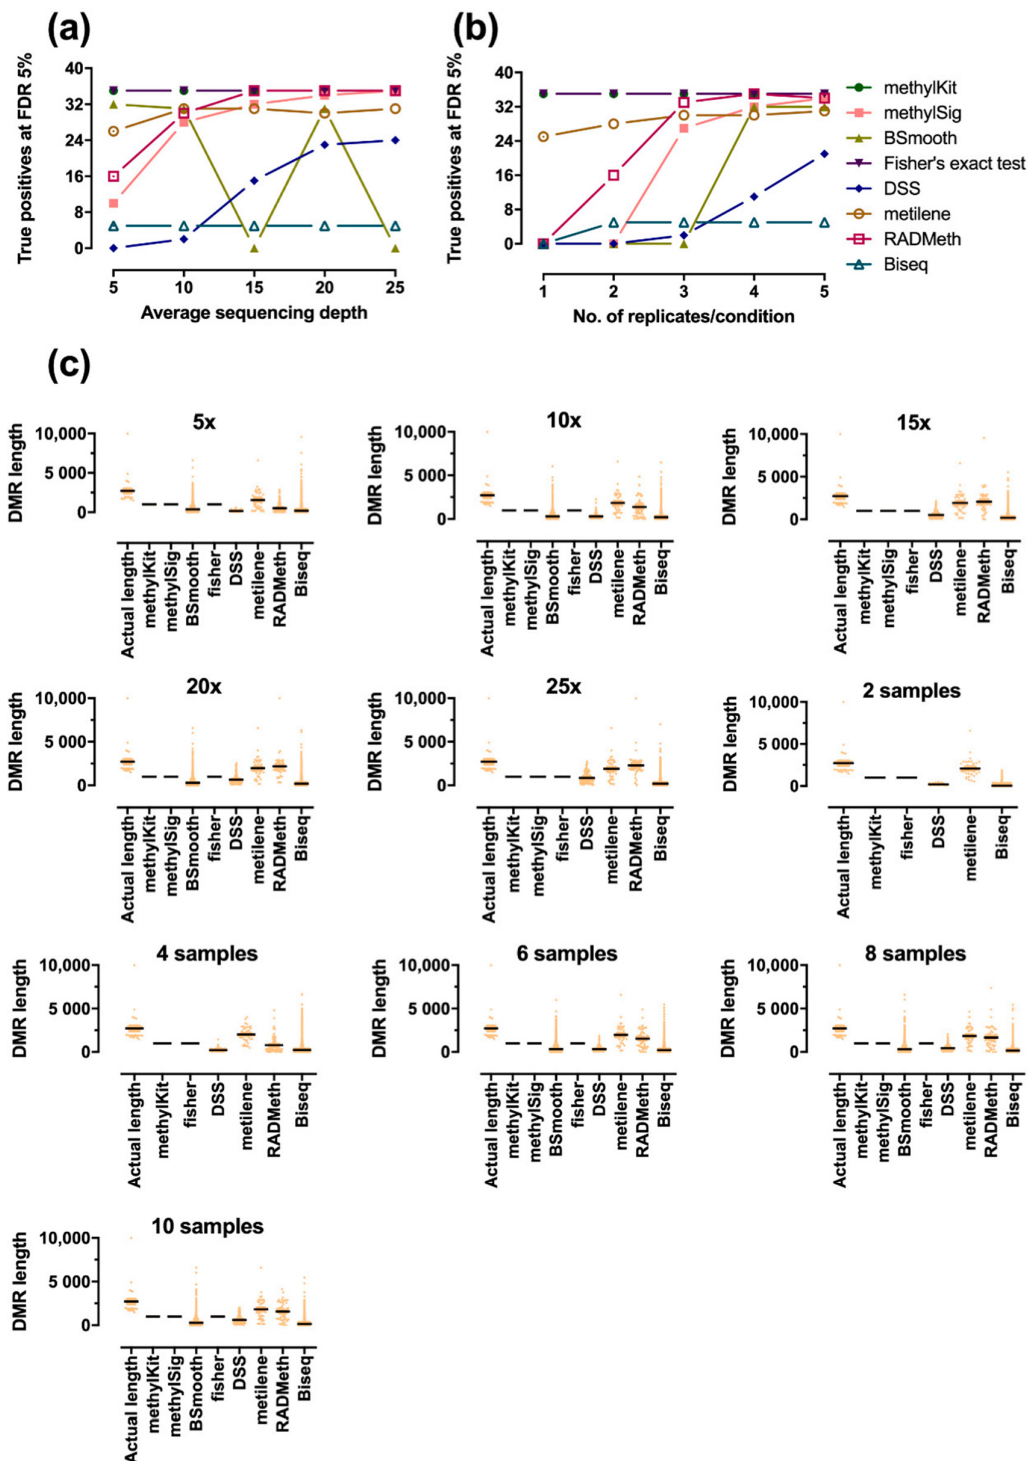 (a)
True positives at FDR 5%
40
32
24
16
8
0
5
10
15
20
25
Average sequencing depth
(b)
True positives at FDR 5%
40
32
24
16
8
0
1
2
3
4
5
No. of replicates/condition
methylKit
methylSig
BSmooth
Fisher's exact test
DSS
metilene
RADMeth
Biseq
(c)
5x
DMR length
10,000
5 000
0
Actual length
methylKit
methylSig
BSmooth
fisher
DSS
metilene
RADMeth
Biseq
10x
DMR length
10,000
5 000
0
Actual length
methylKit
methylSig
BSmooth
fisher
DSS
metilene
RADMeth
Biseq
15x
DMR length
10,000
5 000
0
Actual length
methylKit
methylSig
fisher
DSS
metilene
RADMeth
Biseq
20x
DMR length
10,000
5 000
0
Actual length
methylKit
methylSig
BSmooth
fisher
DSS
metilene
RADMeth
Biseq
25x
DMR length
10,000
5 000
0
Actual length
methylKit
methylSig
fisher
DSS
metilene
RADMeth
Biseq
2 samples
DMR length
10,000
5 000
0
Actual length
methylKit
fisher
DSS
metilene
Biseq
4 samples
DMR length
10,000
5 000
0
Actual length
methylKit
fisher
DSS
metilene
RADMeth
Biseq
6 samples
DMR length
10,000
5 000
0
Actual length
methylKit
methylSig
BSmooth
fisher
DSS
metilene
RADMeth
Biseq
8 samples
DMR length
10,000
5 000
0
Actual length
methylKit
methylSig
BSmooth
fisher
DSS
metilene
RADMeth
Biseq
10 samples
DMR length
10,000
5 000
0
Actual length
methylKit
methylSig
BSmooth
fisher
DSS
metilene
RADMeth
Biseq